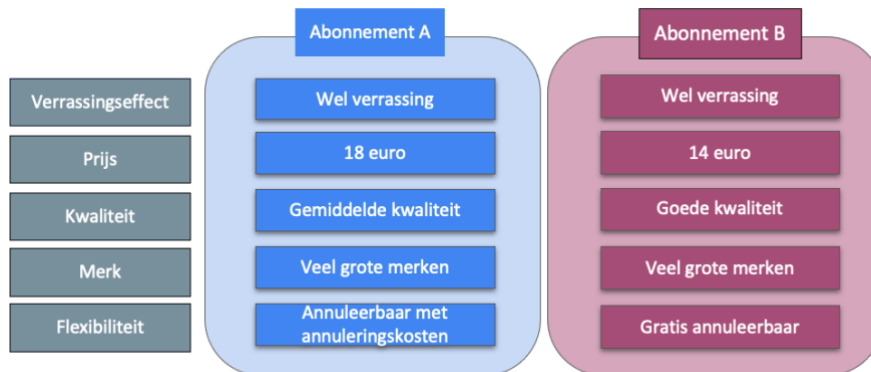 Abonnement A
Abonnement B
Verrassingseffect
Wel verrassing
Wel verrassing
Prijs
18 euro
14 euro
Kwaliteit
Gemiddelde kwaliteit
Goede kwaliteit
Merk
Veel grote merken
Veel grote merken
Flexibiliteit
Annuleerbaar met
annuleringskosten
Gratis annuleerbaar